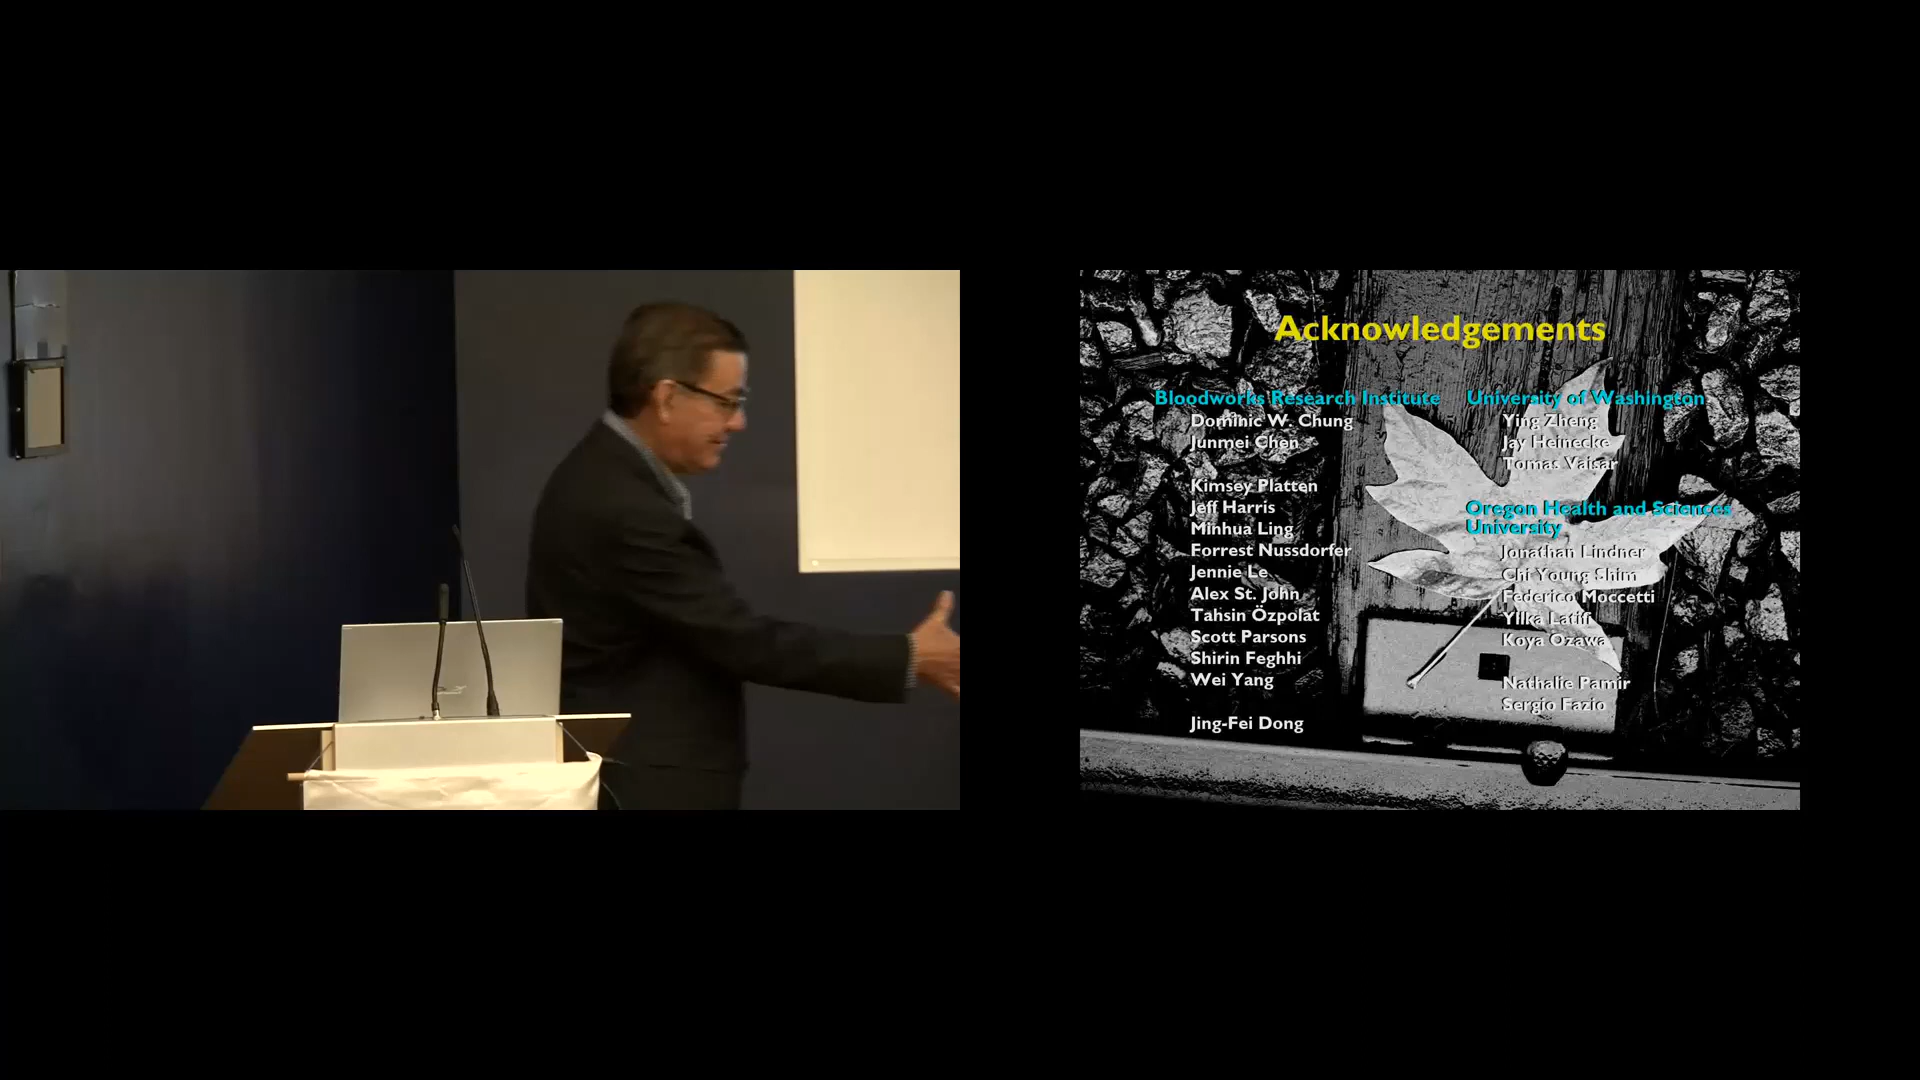 Acknowledgements
Bloodworks Research Institute
Dominic W. Chung
Junmei Chen
Kimsey Platten
Jeff Harris
Minhua Ling
Forrest Nussdorfer
Jennie Le
Alex St. John
Tahsin Özpolat
Scott Parsons
Shirin Feghhi
Wei Yang
Jing-Fei Dong
University of Washington
Ying Zheng
Jay Heinecke
Tomas Vaisar
Oregon Health and Sciences
University
Jonathan Lindner
Chi Young Shim
Federico Moccetti
Yllka Latifi
Koya Ozawa
Nathalie Pamir
Sergio Fazio